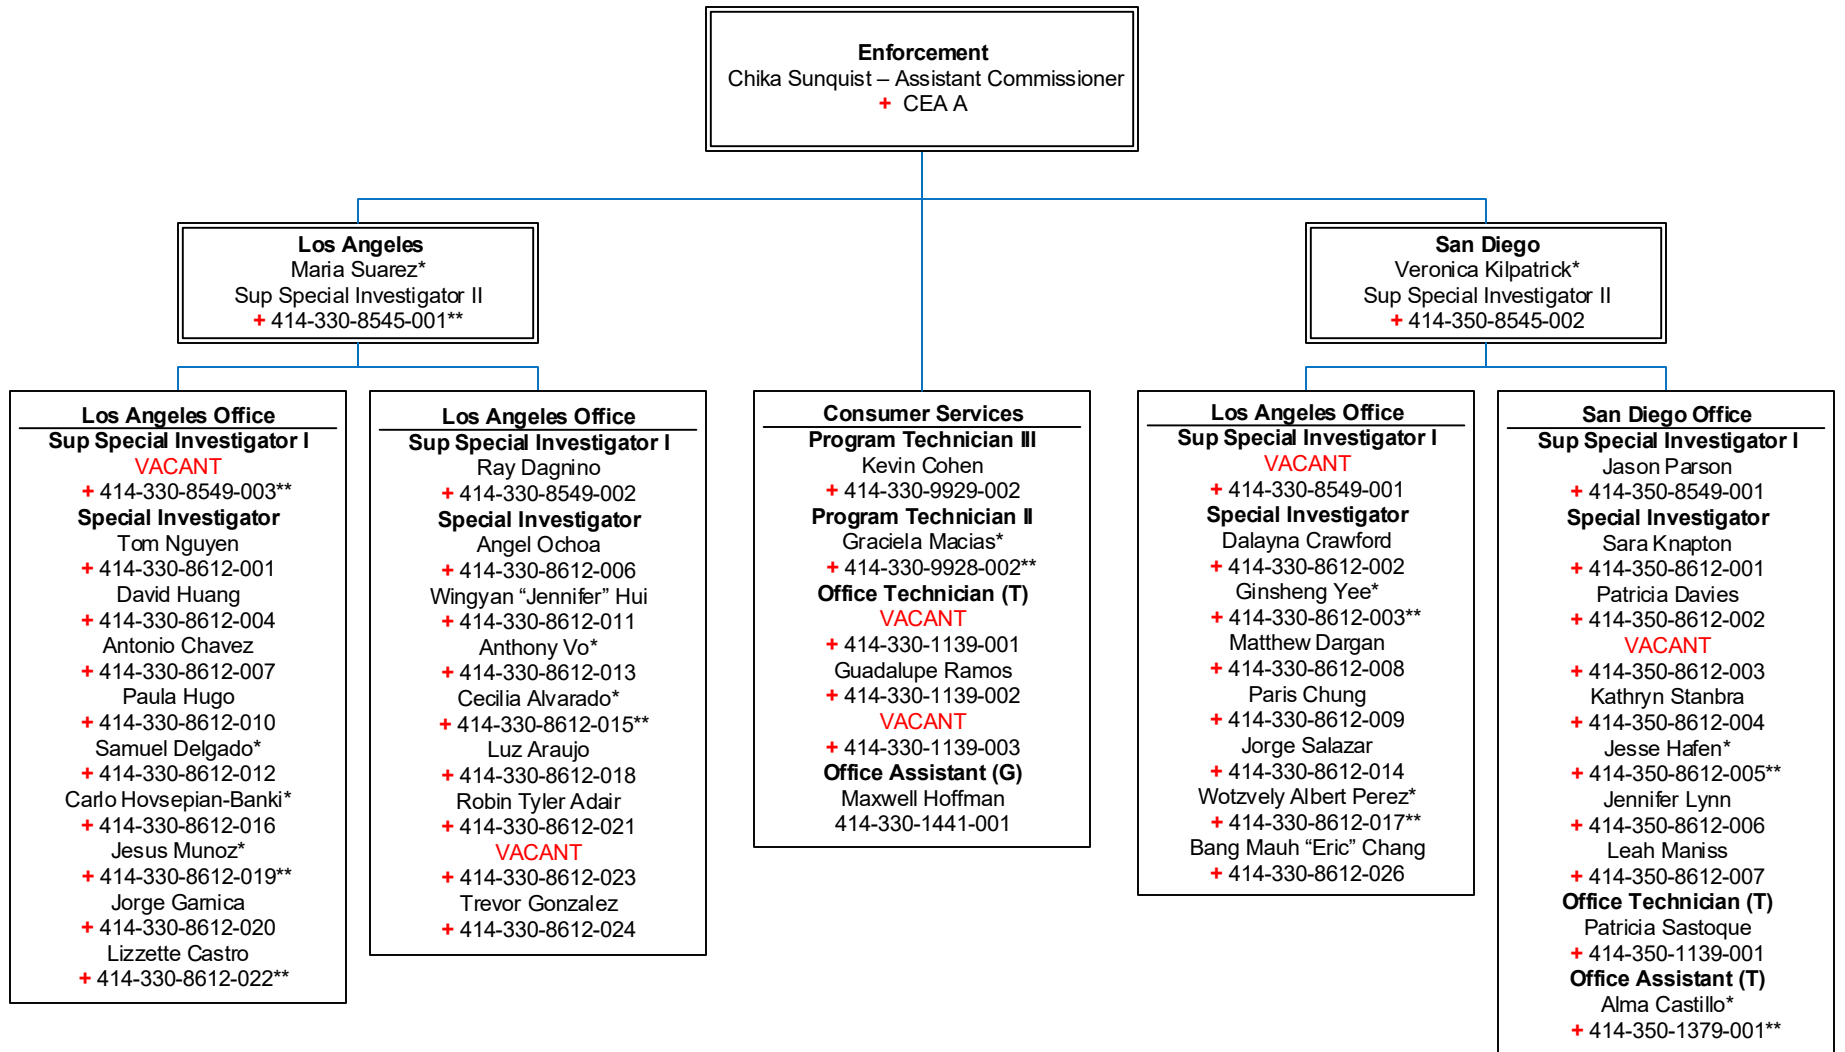 Enforcement
Chika Sunquist – Assistant Commissioner
+ CEA A
Los Angeles
Maria Suarez*
Sup Special Investigator II
+ 414-330-8545-001**
San Diego
Veronica Kilpatrick*
Sup Special Investigator II
+ 414-350-8545-002
Los Angeles Office
Sup Special Investigator I
VACANT
+ 414-330-8549-003**
Special Investigator
Tom Nguyen
+ 414-330-8612-001
David Huang
+ 414-330-8612-004
Antonio Chavez
+ 414-330-8612-007
Paula Hugo
+ 414-330-8612-010
Samuel Delgado*
+ 414-330-8612-012
Carlo Hovsepian-Banki*
+ 414-330-8612-016
Jesus Munoz*
+ 414-330-8612-019**
Jorge Garnica
+ 414-330-8612-020
Lizzette Castro
+ 414-330-8612-022**
Los Angeles Office
Sup Special Investigator I
Ray Dagnino
+ 414-330-8549-002
Special Investigator
Angel Ochoa
+ 414-330-8612-006
Wingyan “Jennifer” Hui
+ 414-330-8612-011
Anthony Vo*
+ 414-330-8612-013
Cecilia Alvarado*
+ 414-330-8612-015**
Luz Araujo
+ 414-330-8612-018
Robin Tyler Adair
+ 414-330-8612-021
VACANT
+ 414-330-8612-023
Trevor Gonzalez
+ 414-330-8612-024
Consumer Services
Program Technician III
Kevin Cohen
+ 414-330-9929-002
Program Technician II
Graciela Macias*
+ 414-330-9928-002**
Office Technician (T)
VACANT
+ 414-330-1139-001
Guadalupe Ramos
+ 414-330-1139-002
VACANT
+ 414-330-1139-003
Office Assistant (G)
Maxwell Hoffman
414-330-1441-001
Los Angeles Office
Sup Special Investigator I
VACANT
+ 414-330-8549-001
Special Investigator
Dalayna Crawford
+ 414-330-8612-002
Ginsheng Yee*
+ 414-330-8612-003**
Matthew Dargan
+ 414-330-8612-008
Paris Chung
+ 414-330-8612-009
Jorge Salazar
+ 414-330-8612-014
Wotzvely Albert Perez*
+ 414-330-8612-017**
Bang Mauh “Eric” Chang
+ 414-330-8612-026
San Diego Office
Sup Special Investigator I
Jason Parson
+ 414-350-8549-001
Special Investigator
Sara Knapton
+ 414-350-8612-001
Patricia Davies
+ 414-350-8612-002
VACANT
+ 414-350-8612-003
Kathryn Stanbra
+ 414-350-8612-004
Jesse Hafen*
+ 414-350-8612-005**
Jennifer Lynn
+ 414-350-8612-006
Leah Maniss
+ 414-350-8612-007
Office Technician (T)
Patricia Sastoque
+ 414-350-1139-001
Office Assistant (T)
Alma Castillo*
+ 414-350-1379-001**